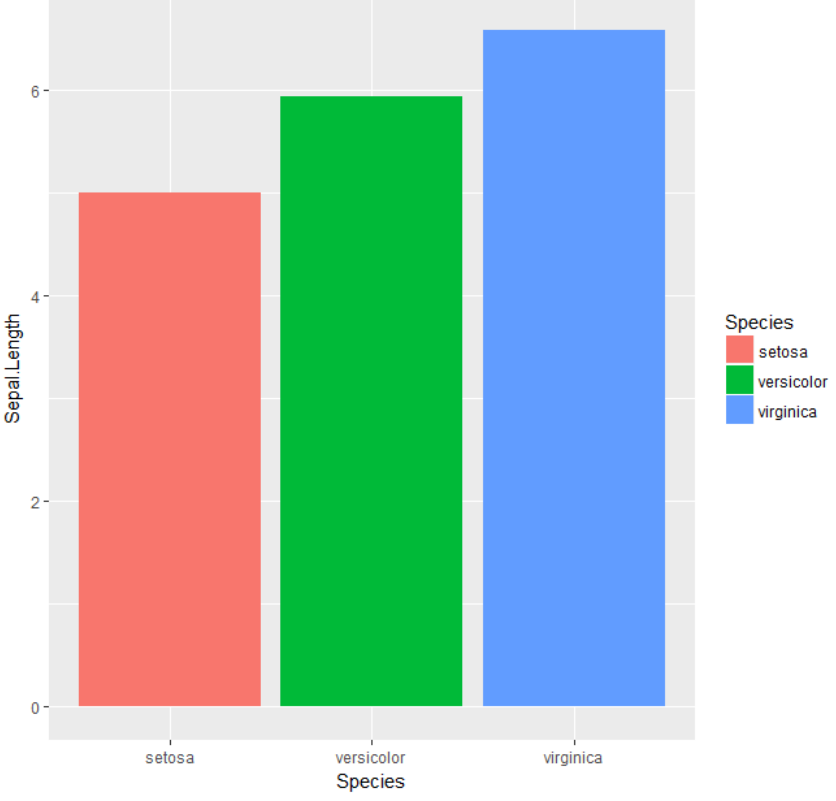 6
4
2
0
Sepal.Length
setosa
versicolor
virginica
Species
Species
setosa
versicolor
virginica